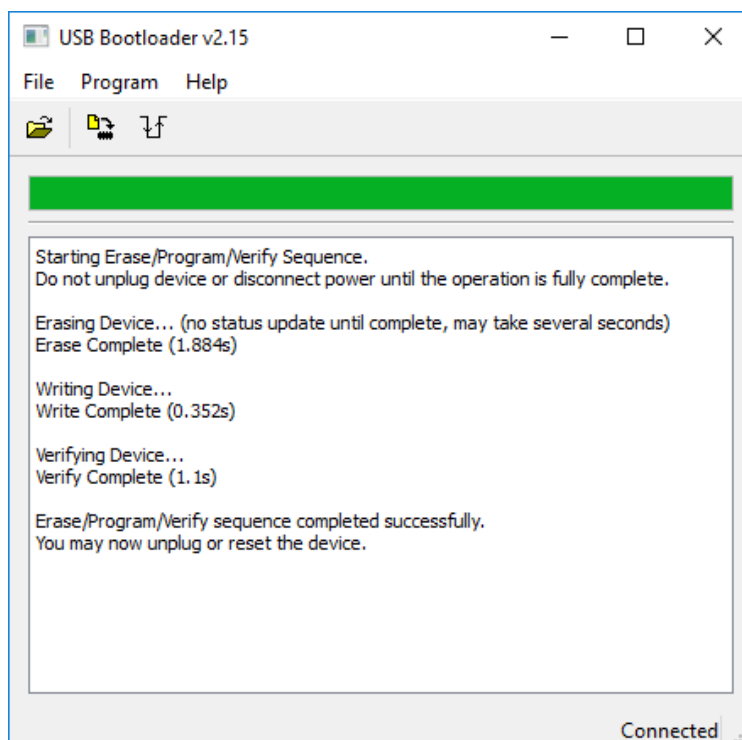 USB Bootloader v2.15
File Program Help
Starting Erase/Program/Verify Sequence.
Do not unplug device or disconnect power until the operation is fully complete.
Erasing Device... (no status update until complete, may take several seconds)
Erase Complete (1.884s)
Writing Device...
Write Complete (0.352s)
Verifying Device...
Verify Complete (1.1s)
Erase/Program/Verify sequence completed successfully.
You may now unplug or reset the device.
Connected